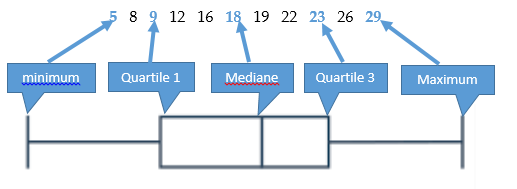 5 8 9 12 16 18 19 22 23 26 29
minimum
Quartile 1
Mediane
Quartile 3
Maximum